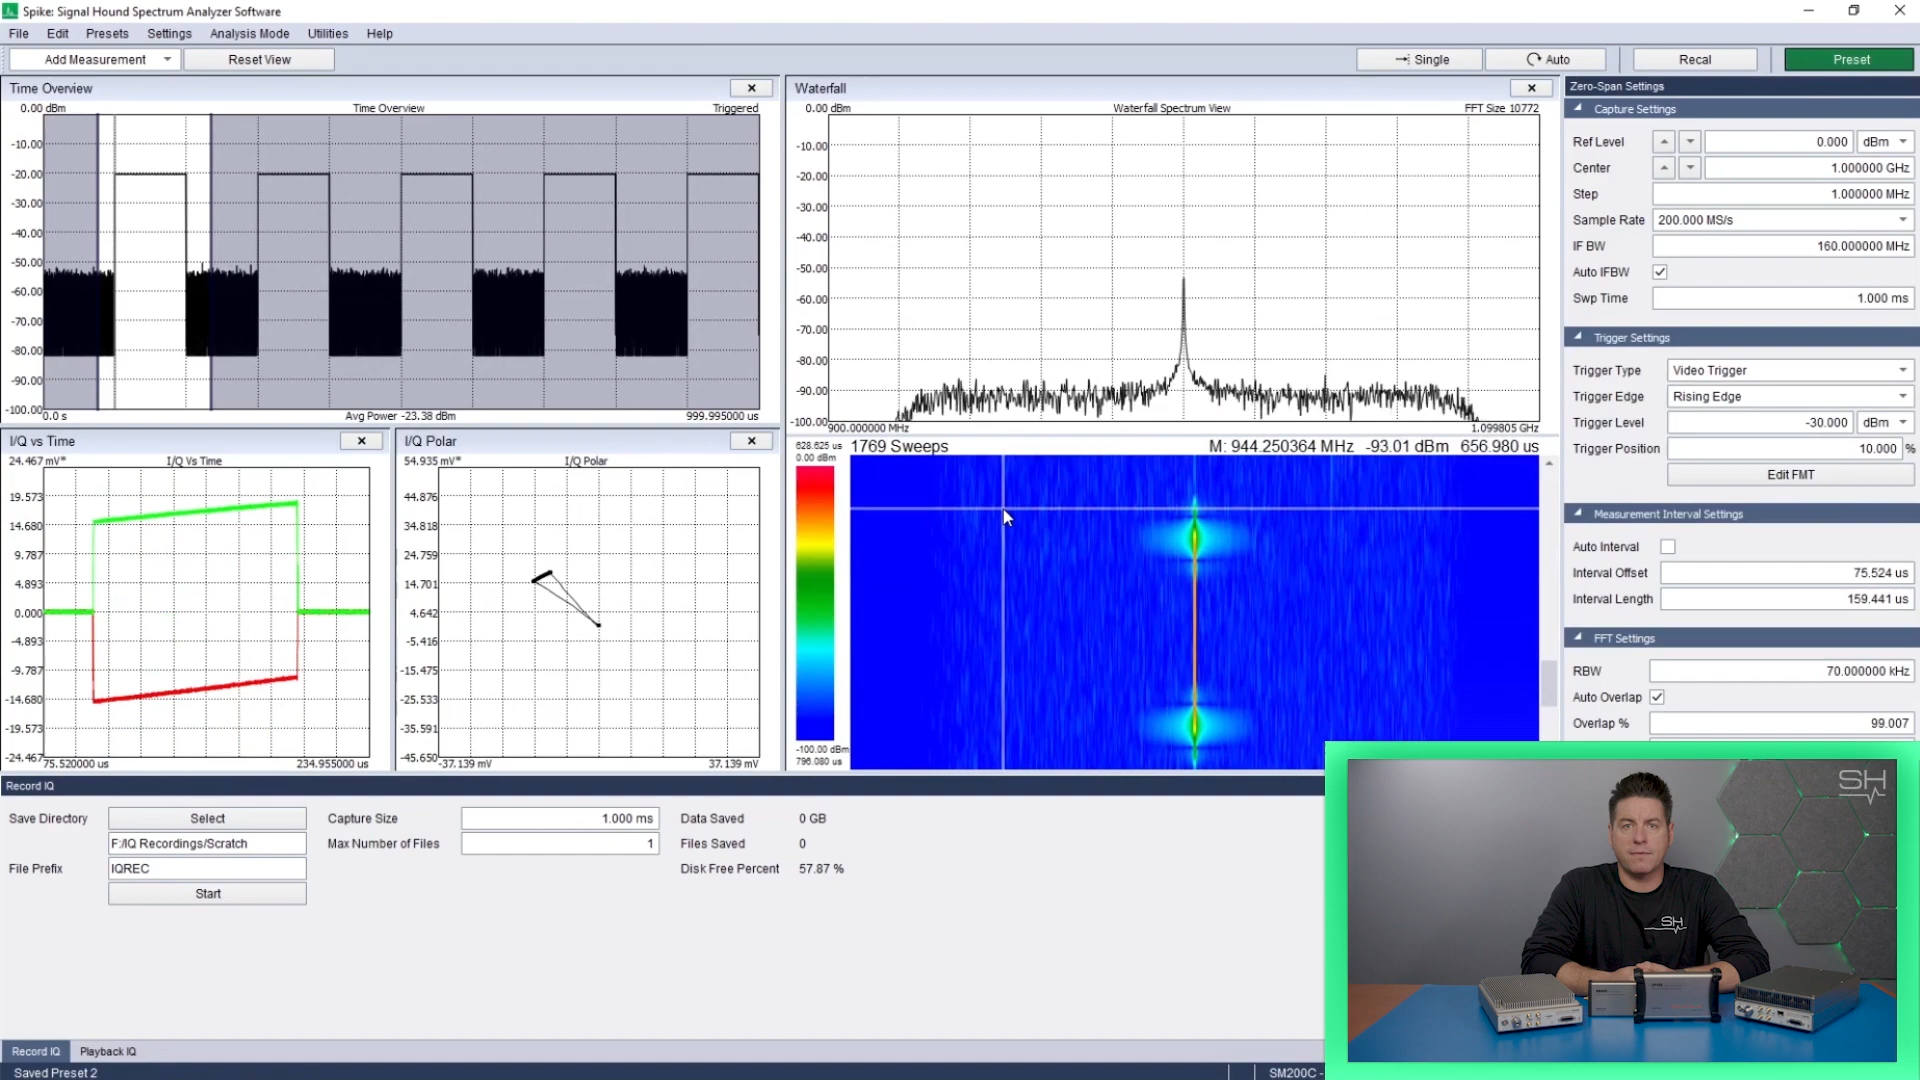 Spike: Signal Hound Spectrum Analyzer Software
File Edit Presets Settings Analysis Mode Utilities Help
Add Measurement Reset View Single Auto Recal Preset
Time Overview
0.00 dBm Time Overview Triggered
-10.00
-20.00
-30.00
-40.00
-50.00
-60.00
-70.00
-80.00
-90.00
-100.00
0.0 s Avg Power -23.38 dBm 999.995000 us
Waterfall
0.00 dBm Waterfall Spectrum View FFT Size 10772
-10.00
-20.00
-30.00
-40.00
-50.00
-60.00
-70.00
-80.00
-90.00
-100.00
900.000000 MHz 1.099805 GHz
628.625 us 1769 Sweeps M: 944.250364 MHz -93.01 dBm 656.980 us
0.00 dBm
-100.00 dBm
796.080 us
I/Q vs Time
24.467 mV* I/Q Vs Time
19.573
14.680
9.787
4.893
0.000
-4.893
-9.787
-14.680
-19.573
-24.467
75.520000 us 234.955000 us
I/Q Polar
54.935 mV* I/Q Polar
44.876
34.818
24.759
14.701
4.642
-5.416
-15.475
-25.533
-35.591
-45.650
-37.139 mV 37.139 mV
Zero-Span Settings
Capture Settings
Ref Level 0.000 dBm
Center 1.000000 GHz
Step 1.000000 MHz
Sample Rate 200.000 MS/s
IF BW 160.000000 MHz
Auto IFBW
Swp Time 1.000 ms
Trigger Settings
Trigger Type Video Trigger
Trigger Edge Rising Edge
Trigger Level -30.000 dBm
Trigger Position 10.000 %
Edit FMT
Measurement Interval Settings
Auto Interval
Interval Offset 75.524 us
Interval Length 159.441 us
FFT Settings
RBW 70.000000 kHz
Auto Overlap
Overlap % 99.007
Record IQ
Save Directory Select Capture Size 1.000 ms Data Saved 0 GB
F:/IQ Recordings/Scratch Max Number of Files 1 Files Saved 0
File Prefix IQREC Disk Free Percent 57.87 %
Start
SH
SH
Record IQ Playback IQ
Saved Preset 2 SM200C -